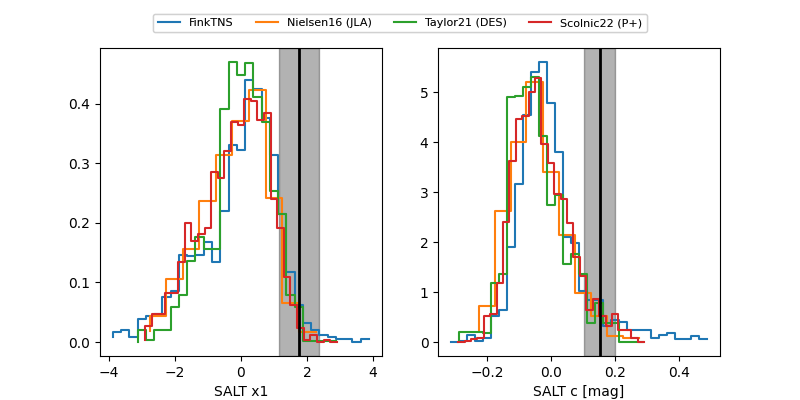 FinkTNS Nielsen16 (JLA) Taylor21 (DES) Scolnic22 (P+)
0.4
0.3
0.2
0.1
0.0
−4 −2 0 2 4
SALT x1
5
4
3
2
1
0
−0.2 0.0 0.2 0.4
SALT c [mag]